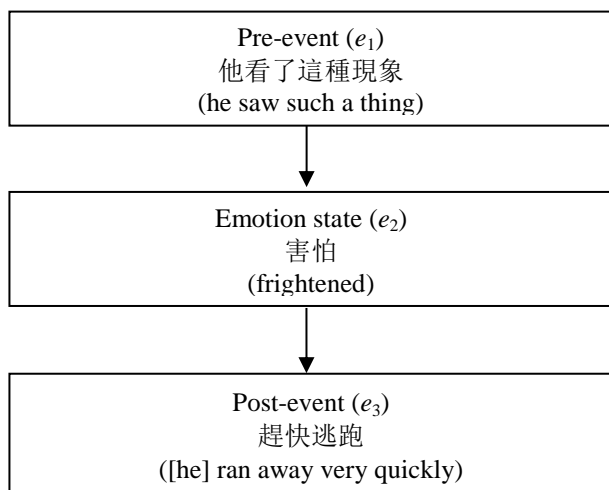 Pre-event (e1)
他看了這種現象
(he saw such a thing)
Emotion state (e2)
害怕
(frightened)
Post-event (e3)
趕快逃跑
([he] ran away very quickly)